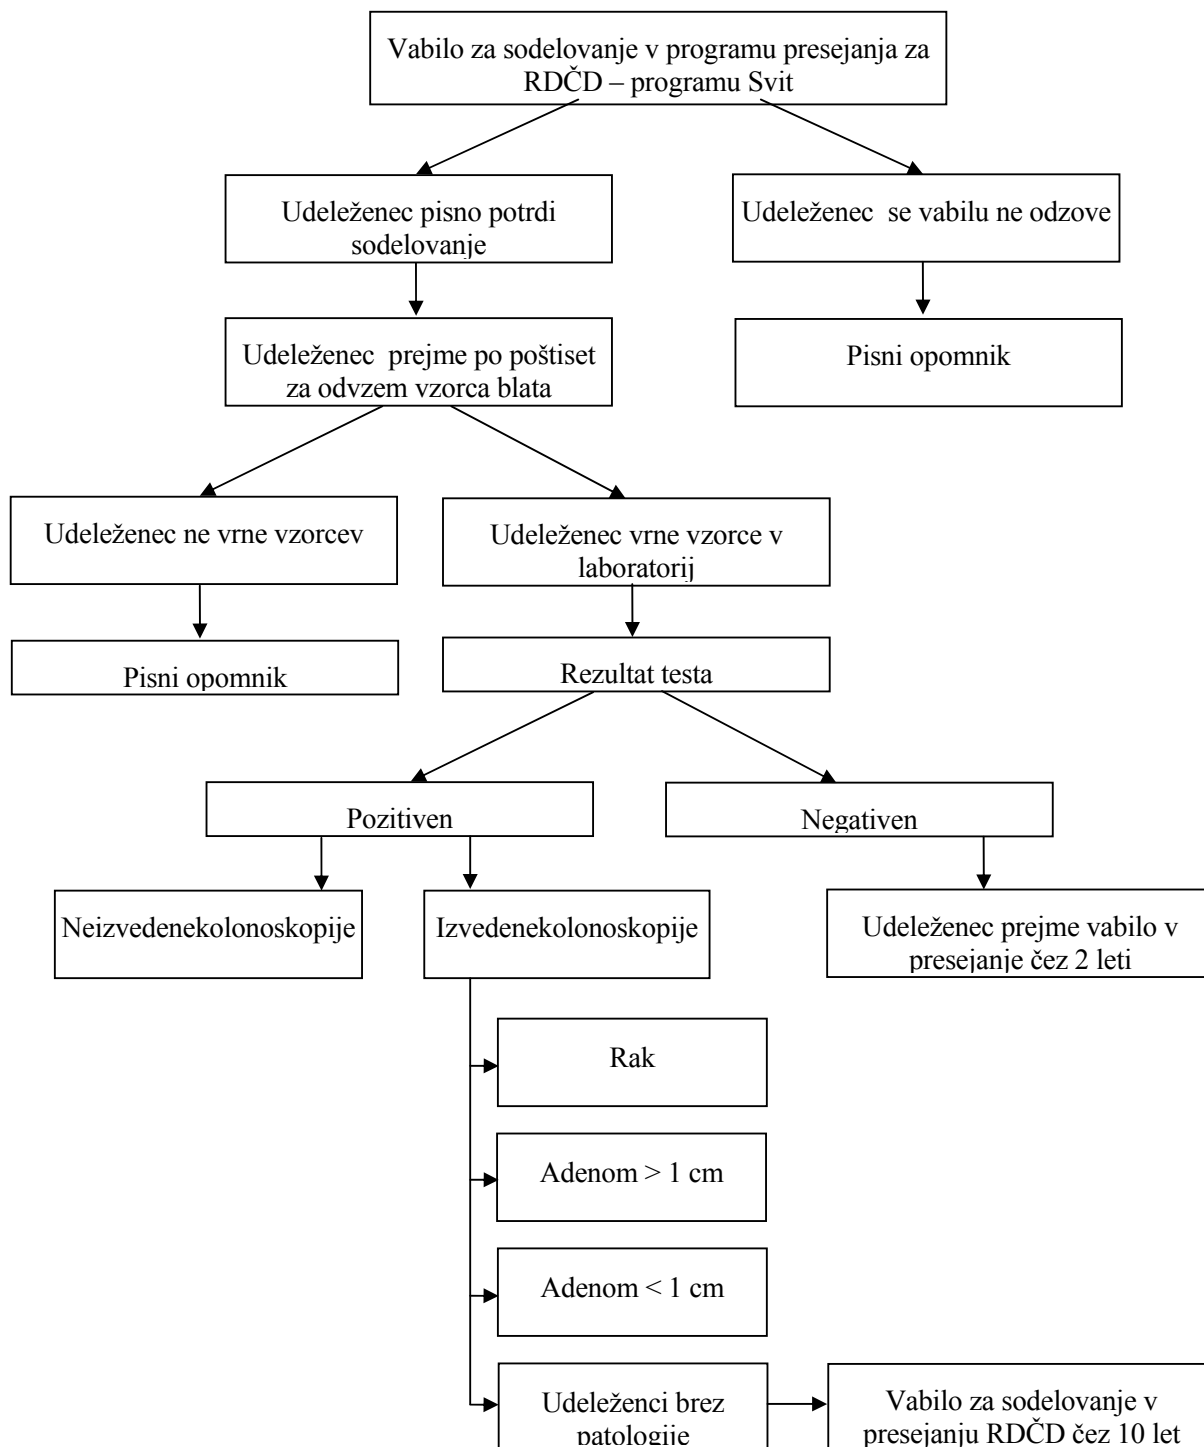 Vabilo za sodelovanje v programu presejanja za
RDČD – programu Svit
Udeleženec pisno potrdi
sodelovanje
Udeleženec se vabilu ne odzove
Udeleženec prejme po poštiset
za odvzem vzorca blata
Pisni opomnik
Udeleženec ne vrne vzorcev
Udeleženec vrne vzorce v
laboratorij
Pisni opomnik
Rezultat testa
Pozitiven
Negativen
Neizvedenekolonoskopije
Izvedenekolonoskopije
Udeleženec prejme vabilo v
presejanje čez 2 leti
Rak
Adenom > 1 cm
Adenom < 1 cm
Udeleženci brez
patologije
Vabilo za sodelovanje v
presejanju RDČD čez 10 let